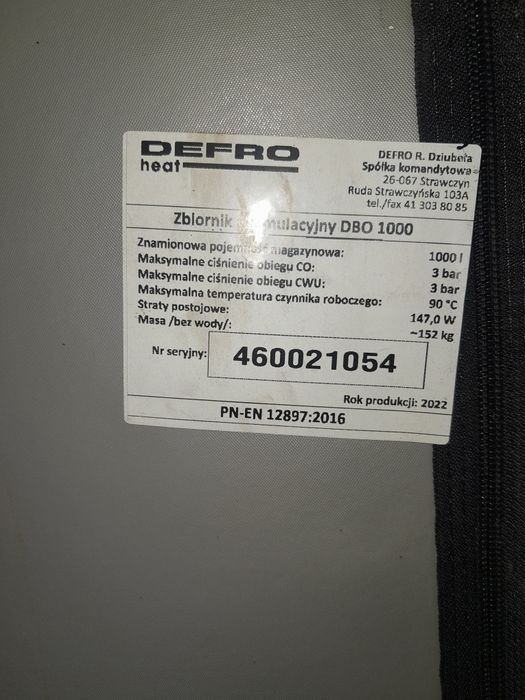 DEFRO
heat
DEFRO R. Dziubeła
Spółka komandytowa
26-067 Strawczyn
Ruda Strawczyńska 103A
tel./fax 41 303 80 85
Zbiornik DBO 1000
Znamionowa pojemność magazynowa: 1000 l
Maksymalne ciśnienie obiegu CO: 3 bar
Maksymalne ciśnienie obiegu CWU: 3 bar
Maksymalna temperatura czynnika roboczego: 90 °C
Straty postojowe: 147,0 W
Masa /bez wody/: ~152 kg
Nr seryjny: 460021054
Rok produkcji: 2022
PN-EN 12897:2016